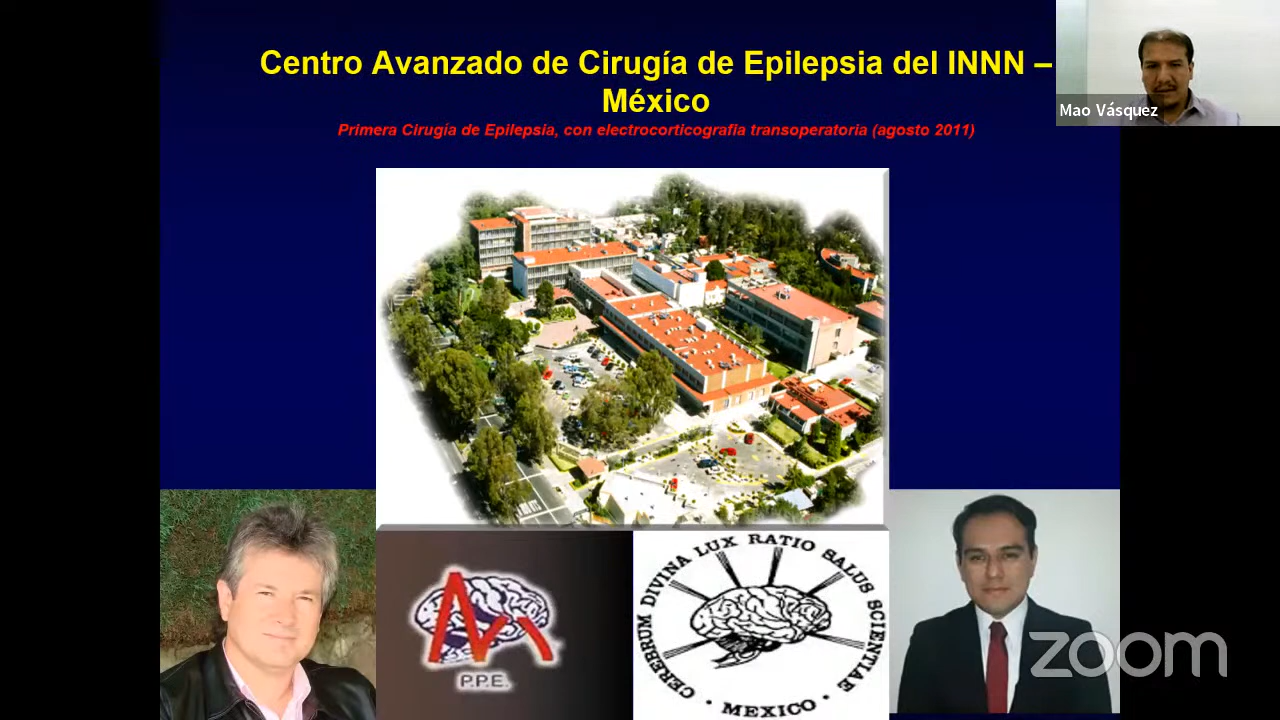 Centro Avanzado de Cirugía de Epilepsia del INNN –
México
Primera Cirugía de Epilepsia, con electrocorticografía transoperatoria (agosto 2011)
Mao Vásquez
P.P.E.
CEREBRUM DIVINA LUX RATIO SALUS SCIENTIAE
• MEXICO •
zoom